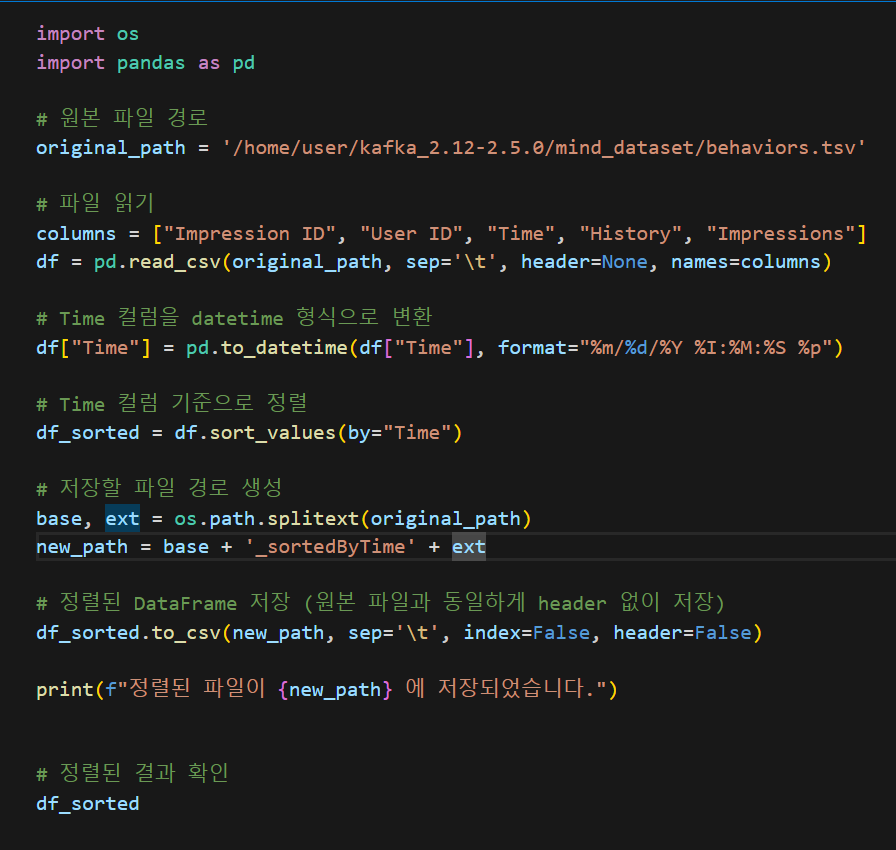 import os
import pandas as pd
# 원본 파일 경로
original_path = '/home/user/kafka_2.12-2.5.0/mind_dataset/behaviors.tsv'
# 파일 읽기
columns = ["Impression ID", "User ID", "Time", "History", "Impressions"]
df = pd.read_csv(original_path, sep='\t', header=None, names=columns)
# Time 컬럼을 datetime 형식으로 변환
df["Time"] = pd.to_datetime(df["Time"], format="%m/%d/%Y %I:%M:%S %p")
# Time 컬럼 기준으로 정렬
df_sorted = df.sort_values(by="Time")
# 저장할 파일 경로 생성
base, ext = os.path.splitext(original_path)
new_path = base + '_sortedByTime' + ext
# 정렬된 DataFrame 저장 (원본 파일과 동일하게 header 없이 저장)
df_sorted.to_csv(new_path, sep='\t', index=False, header=False)
print(f"정렬된 파일이 {new_path} 에 저장되었습니다.")
# 정렬된 결과 확인
df_sorted